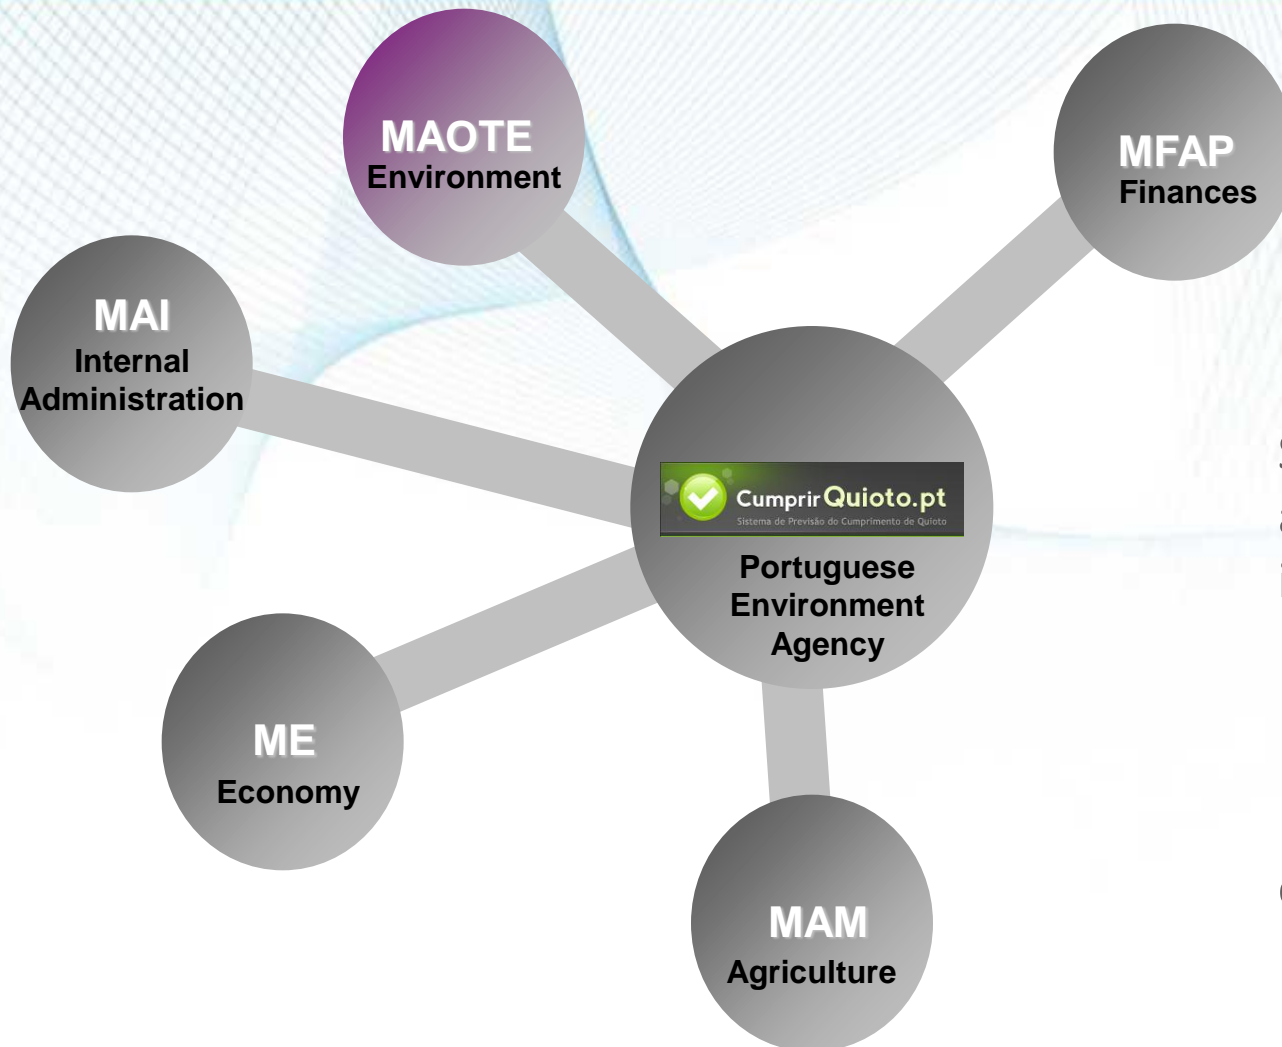 MAOTE
Environment
MFAP
Finances
MAI
Internal
Administration
CumprirQuioto.pt
Sistema de Previsão do Cumprimento de Quioto
Portuguese
Environment
Agency
ME
Economy
MAM
Agriculture